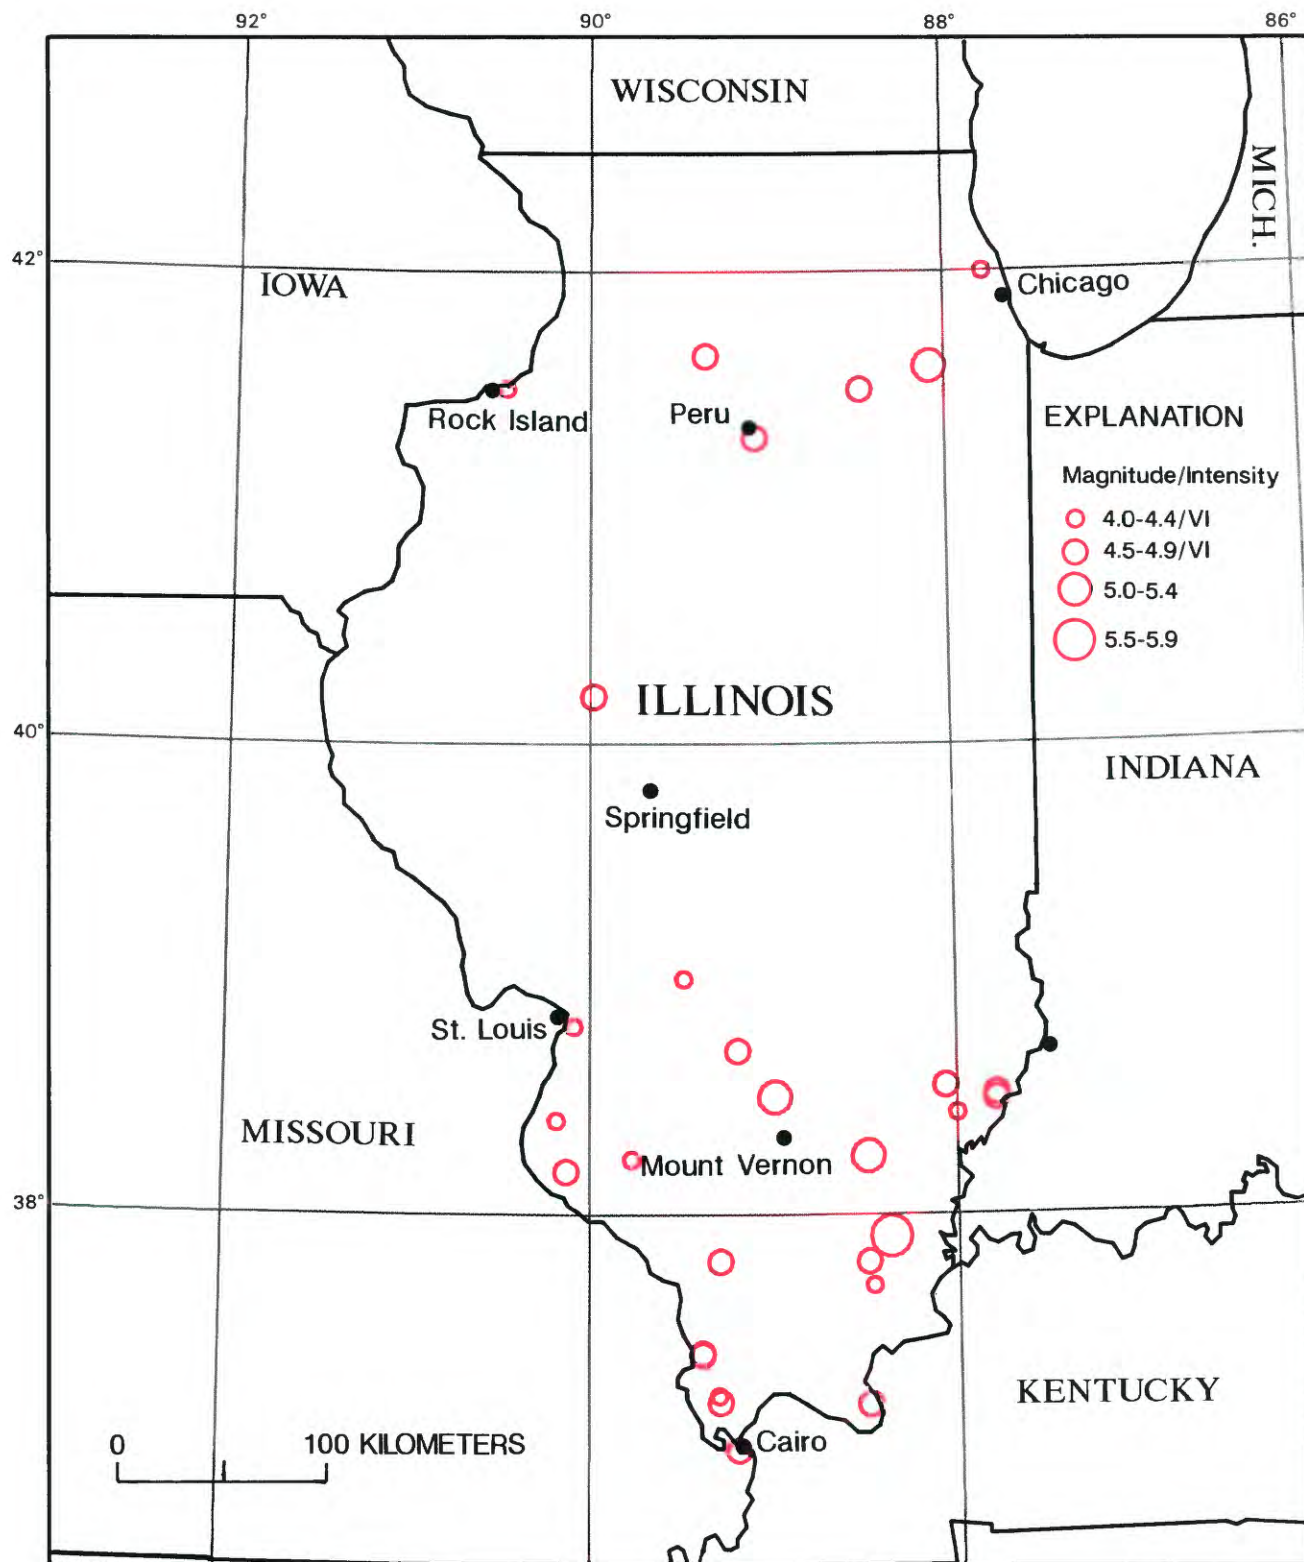 92° 90° 88° 86°
WISCONSIN
MICH.
42°
IOWA
Chicago
Rock Island
Peru
EXPLANATION
Magnitude/Intensity
4.0-4.4/VI
4.5-4.9/VI
5.0-5.4
5.5-5.9
ILLINOIS
40°
INDIANA
Springfield
St. Louis
MISSOURI
Mount Vernon
38°
KENTUCKY
0 100 KILOMETERS
Cairo